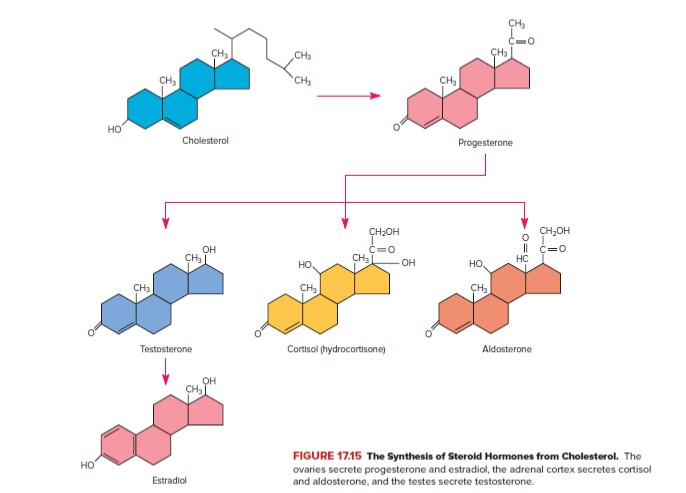 CH₃
C=O
CH₃
CH₃
CH₃
CH₃
CH₃
CH₃
HO
O
Cholesterol
Progesterone
CH₂OH
O
CH₂OH
OH
C=O
C=O
CH₃
CH₃
OH
HC
HO
HO
CH₃
CH₃
CH₃
O
O
O
Testosterone
Cortisol (hydrocortisone)
Aldosterone
OH
CH₃
HO
Estradiol
FIGURE 17.15 The Synthesis of Steroid Hormones from Cholesterol. The
ovaries secrete progesterone and estradiol, the adrenal cortex secretes cortisol
and aldosterone, and the testes secrete testosterone.